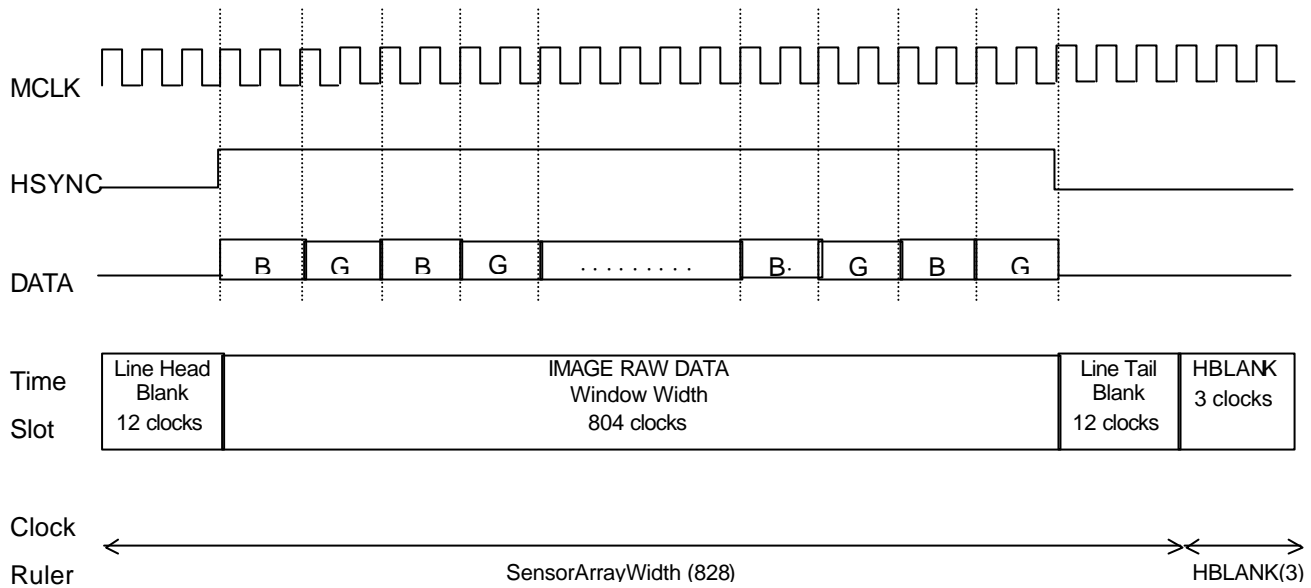 MCLK
HSYNC
DATA
B G B G ......... B. G B G
Time
Slot
Line Head
Blank
12 clocks
IMAGE RAW DATA
Window Width
804 clocks
Line Tail
Blank
12 clocks
HBLANK
3 clocks
Clock
Ruler
SensorArrayWidth (828)
HBLANK(3)